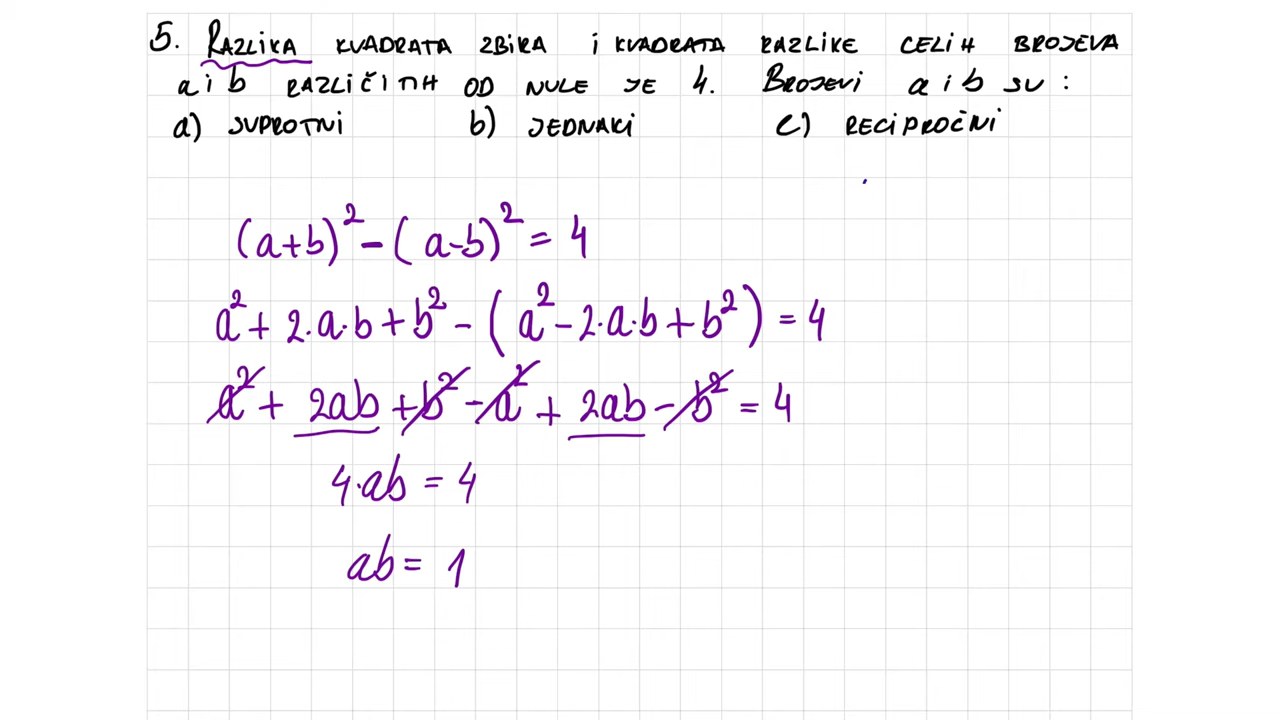 5. RAZLIKA KVADRATA ZBIRA I KVADRATA RAZLIKE CELIH BROJEVA
a i b RAZLIČITIH OD NULE JE 4. BROJEVI a i b SU :
a) SUPROTNI b) JEDNAKI c) RECIPROČNI
(a+b)² - (a-b)² = 4
a² + 2·a·b + b² - (a² - 2·a·b + b²) = 4
a² + 2ab + b² - a² + 2ab - b² = 4
4·ab = 4
ab = 1